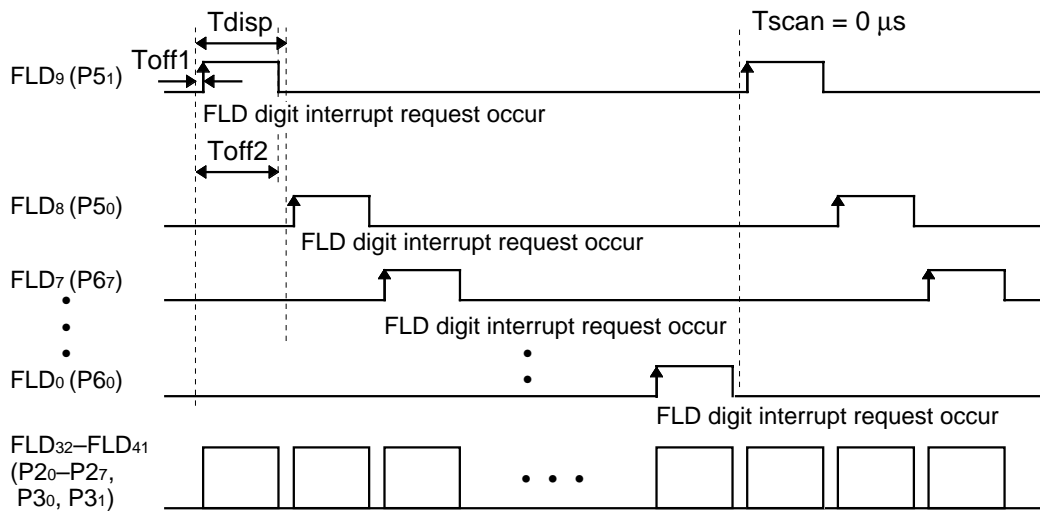 Tdisp
Tscan = 0 μs
Toff1
FLD9 (P51)
FLD digit interrupt request occur
Toff2
FLD8 (P50)
FLD digit interrupt request occur
FLD7 (P67)
FLD digit interrupt request occur
FLD0 (P60)
FLD digit interrupt request occur
FLD32–FLD41
(P20–P27,
P30, P31)